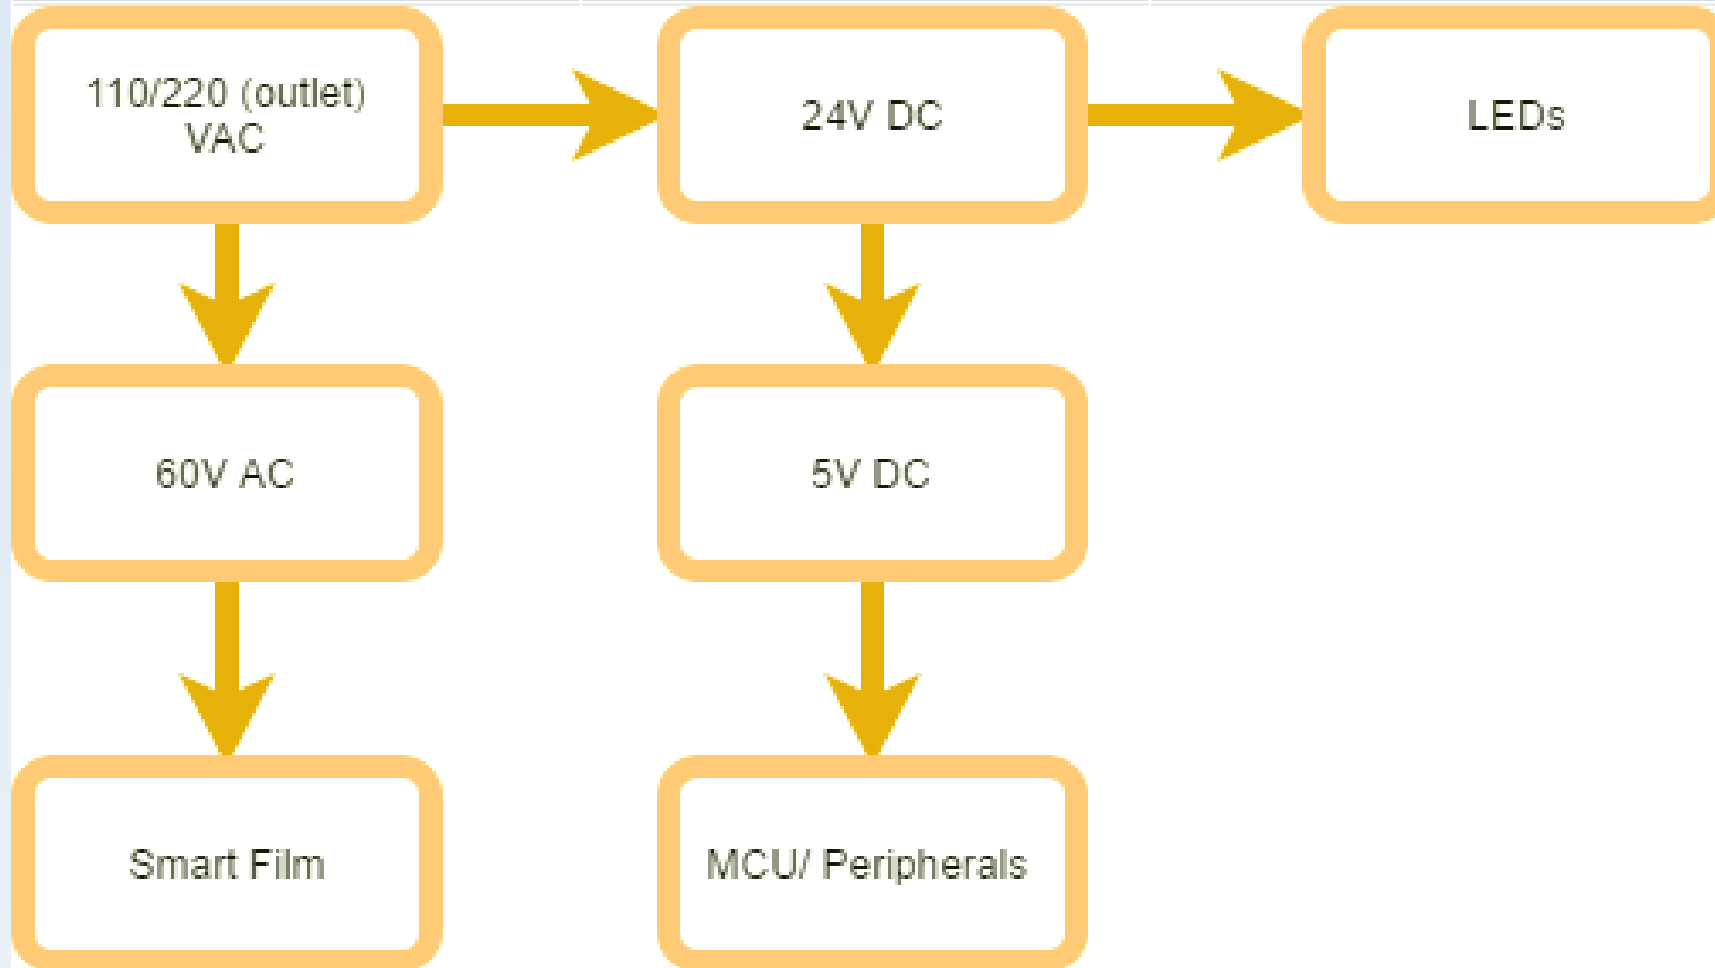 110/220 (outlet)
VAC
24V DC
LEDs
60V AC
5V DC
Smart Film
MCU/ Peripherals